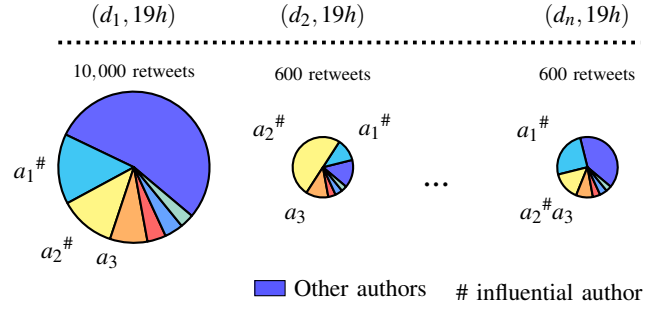 (d₁, 19h) (d₂, 19h) (dₙ, 19h)
10,000 retweets 600 retweets 600 retweets
a₁# a₂# a₃
a₂# a₁# a₃
...
a₁# a₂# a₃
Other authors # influential author